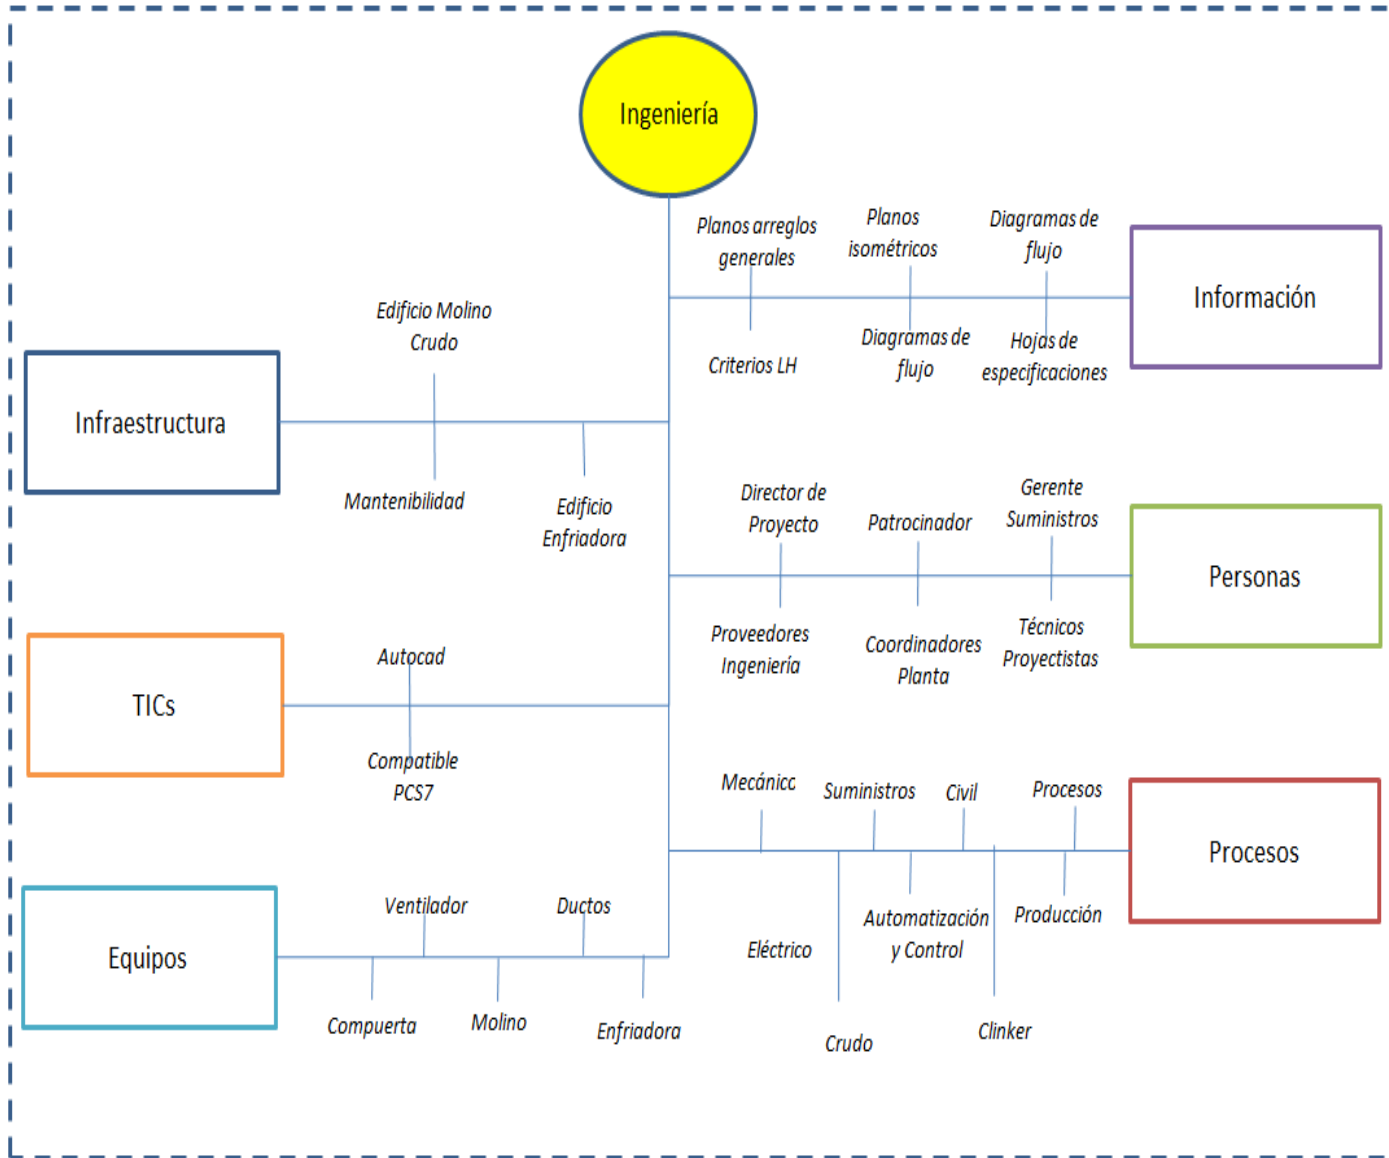 Ingeniería
Planos arreglos
generales
Planos
isométricos
Diagramas de
flujo
Información
Criterios LH
Diagramas de
flujo
Hojas de
especificaciones
Edificio Molino
Crudo
Infraestructura
Mantenibilidad
Edificio
Enfriadora
Director de
Proyecto
Patrocinador
Gerente
Suministros
Personas
Proveedores
Ingeniería
Coordinadores
Planta
Técnicos
Proyectistas
Autocad
TICs
Compatible
PCS7
Mecánico
Suministros
Civil
Procesos
Procesos
Eléctrico
Automatización
y Control
Producción
Crudo
Clinker
Ventilador
Ductos
Equipos
Compuerta
Molino
Enfriadora